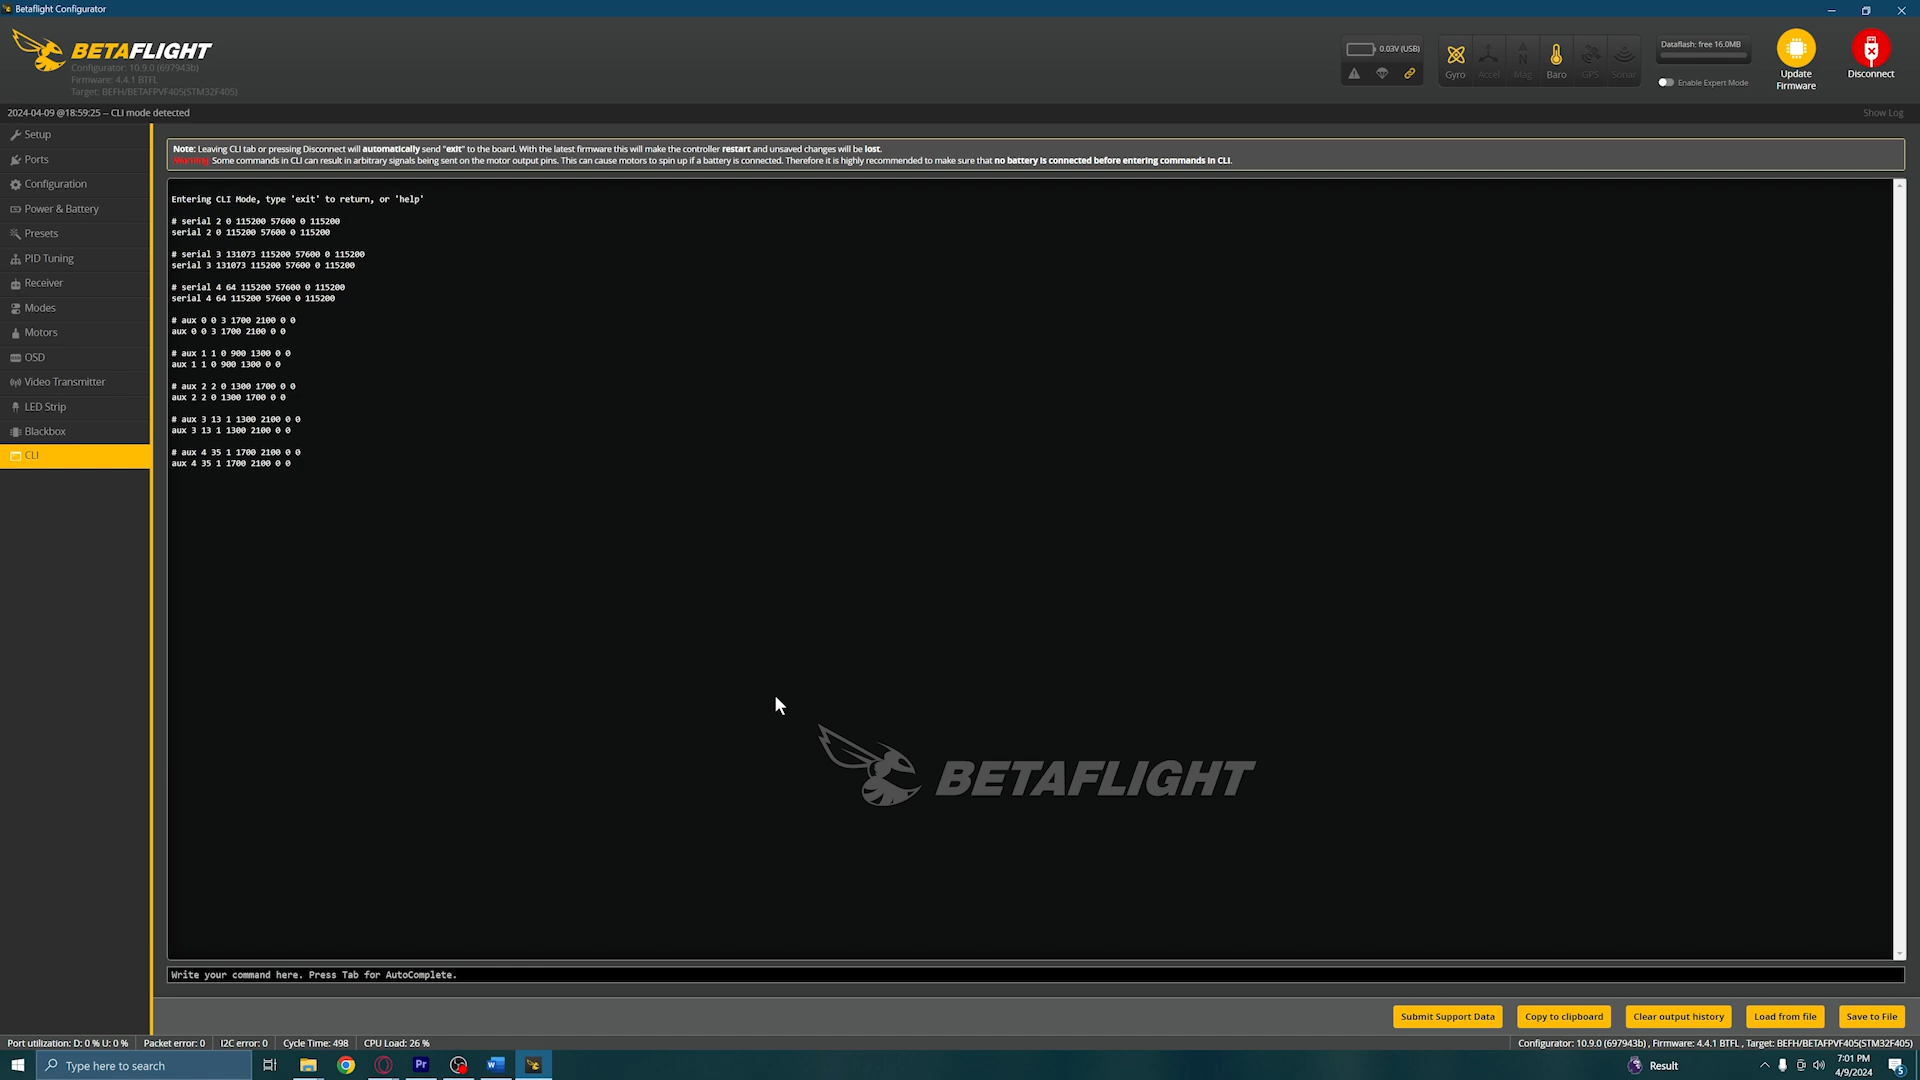 Betaflight Configurator
BETAFLIGHT
Configurator: 10.9.0 (697943b)
Firmware: 4.4.1 BTFL
Target: BEFH/BETAFPVF405(STM32F405)
0.03V (USB)
Gyro
Accel
Mag
Baro
GPS
Sonar
Dataflash: free 16.0MB
Enable Expert Mode
Update
Firmware
Disconnect
2024-04-09 @18:59:25 -- CLI mode detected
Show Log
Setup
Ports
Configuration
Power & Battery
Presets
PID Tuning
Receiver
Modes
Motors
OSD
Video Transmitter
LED Strip
Blackbox
CLI
Note: Leaving CLI tab or pressing Disconnect will automatically send "exit" to the board. With the latest firmware this will make the controller restart and unsaved changes will be lost.
Warning: Some commands in CLI can result in arbitrary signals being sent on the motor output pins. This can cause motors to spin up if a battery is connected. Therefore it is highly recommended to make sure that no battery is connected before entering commands in CLI.
Entering CLI Mode, type 'exit' to return, or 'help'
# serial 2 0 115200 57600 0 115200
serial 2 0 115200 57600 0 115200
# serial 3 131073 115200 57600 0 115200
serial 3 131073 115200 57600 0 115200
# serial 4 64 115200 57600 0 115200
serial 4 64 115200 57600 0 115200
# aux 0 0 3 1700 2100 0 0
aux 0 0 3 1700 2100 0 0
# aux 1 1 0 900 1300 0 0
aux 1 1 0 900 1300 0 0
# aux 2 2 0 1300 1700 0 0
aux 2 2 0 1300 1700 0 0
# aux 3 13 1 1300 2100 0 0
aux 3 13 1 1300 2100 0 0
# aux 4 35 1 1700 2100 0 0
aux 4 35 1 1700 2100 0 0
BETAFLIGHT
Write your command here. Press Tab for AutoComplete.
Submit Support Data
Copy to clipboard
Clear output history
Load from file
Save to File
Port utilization: D: 0 % U: 0 %
Packet error: 0
I2C error: 0
Cycle Time: 498
CPU Load: 26 %
Configurator: 10.9.0 (697943b) , Firmware: 4.4.1 BTFL , Target: BEFH/BETAFPVF405(STM32F405)
Type here to search
Pr
W
Result
7:01 PM
4/9/2024
5